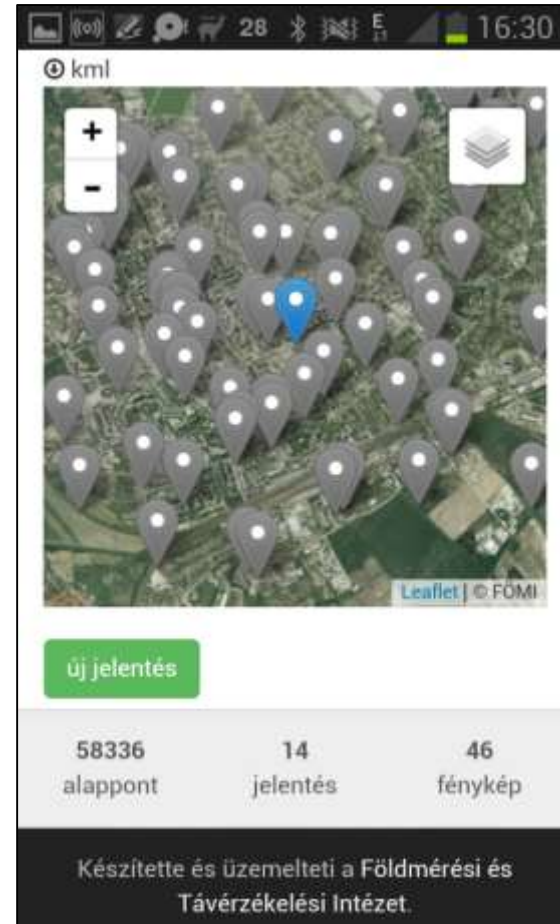 28 E 16:30
kml
+
-
Leaflet | © FÖMI
új jelentés
58336 14 46
alappont jelentés fénykép
Készítette és üzemelteti a Földmérési és
Távérzékelési Intézet.